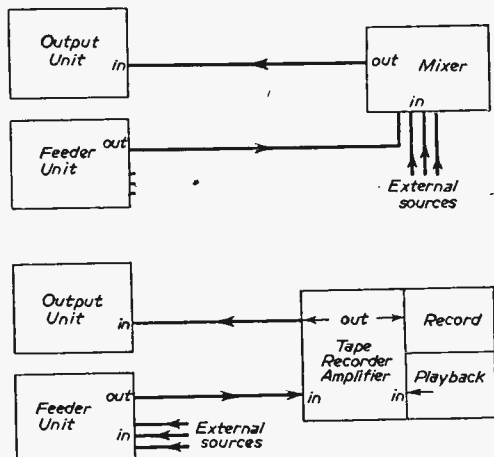 Output
Unit
in
out
Mixer
in
Feeder
Unit
out
External
sources
Output
Unit
in
out
Record
Tape
Recorder
Amplifier
Playback
in
in
Feeder
Unit
out
in
External
sources